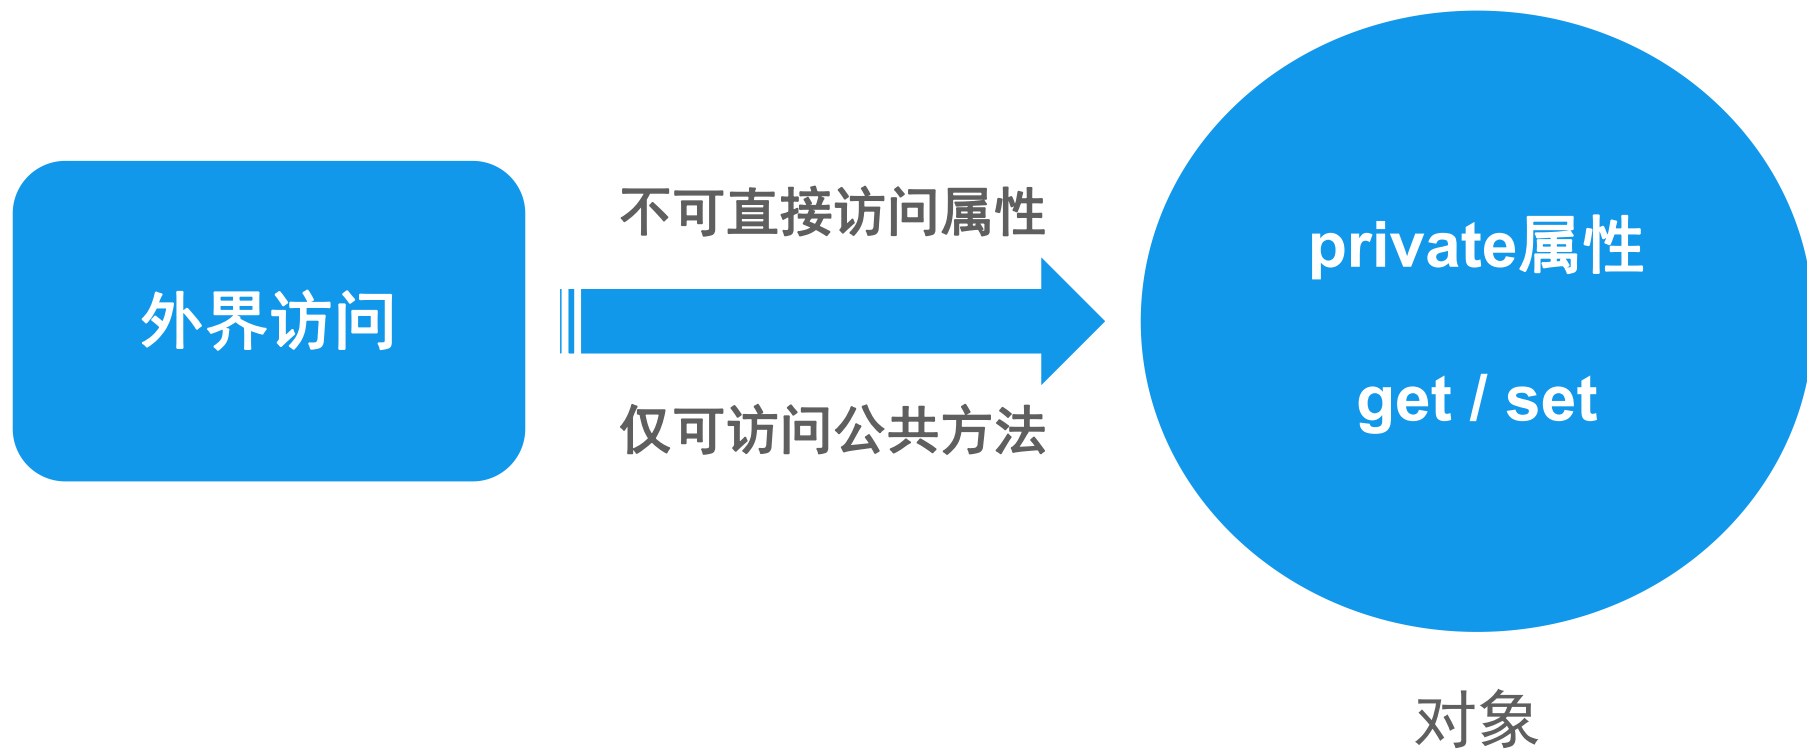 外界访问
不可直接访问属性
仅可访问公共方法
private属性
get / set
对象